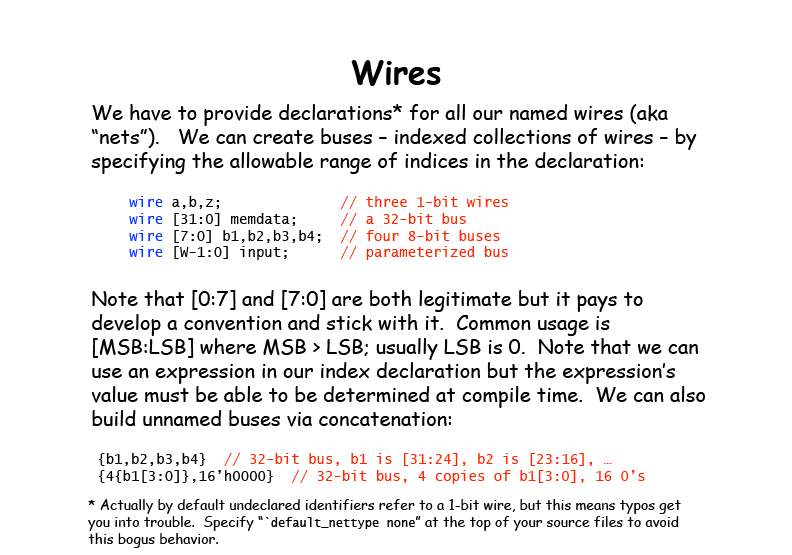 Wires
We have to provide declarations* for all our named wires (aka
“nets”). We can create buses – indexed collections of wires – by
specifying the allowable range of indices in the declaration:
wire a,b,z; // three 1-bit wires
wire [31:0] memdata; // a 32-bit bus
wire [7:0] b1,b2,b3,b4; // four 8-bit buses
wire [W-1:0] input; // parameterized bus
Note that [0:7] and [7:0] are both legitimate but it pays to
develop a convention and stick with it. Common usage is
[MSB:LSB] where MSB > LSB; usually LSB is 0. Note that we can
use an expression in our index declaration but the expression’s
value must be able to be determined at compile time. We can also
build unnamed buses via concatenation:
{b1,b2,b3,b4} // 32-bit bus, b1 is [31:24], b2 is [23:16], …
{4{b1[3:0]},16’h0000} // 32-bit bus, 4 copies of b1[3:0], 16 0’s
* Actually by default undeclared identifiers refer to a 1-bit wire, but this means typos get
you into trouble. Specify “`default_nettype none” at the top of your source files to avoid
this bogus behavior.